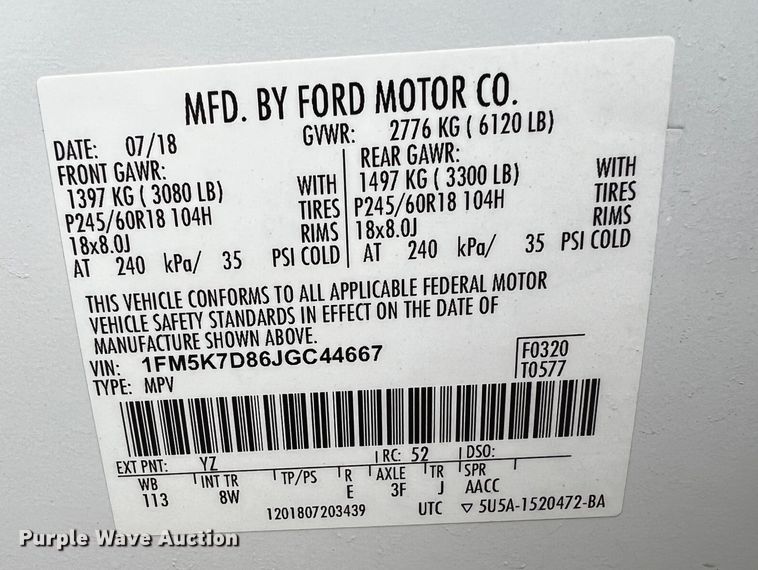 MFD. BY FORD MOTOR CO.
DATE: 07/18 GVWR: 2776 KG ( 6120 LB)
FRONT GAWR: REAR GAWR:
1397 KG ( 3080 LB) WITH 1497 KG ( 3300 LB) WITH
P245/60R18 104H TIRES P245/60R18 104H TIRES
18x8.0J RIMS 18x8.0J RIMS
AT 240 kPa/ 35 PSI COLD AT 240 kPa/ 35 PSI COLD
THIS VEHICLE CONFORMS TO ALL APPLICABLE FEDERAL MOTOR
VEHICLE SAFETY STANDARDS IN EFFECT ON THE DATE OF
MANUFACTURE SHOWN ABOVE.
VIN: 1FM5K7D86JGC44667 F0320
TYPE: MPV T0577
EXT PNT: YZ RC: 52 DSO:
WB INT TR TP/PS R AXLE TR SPR
113 8W E 3F J AACC
1201807203439 UTC ▽ 5U5A-1520472-BA
Purple Wave Auction